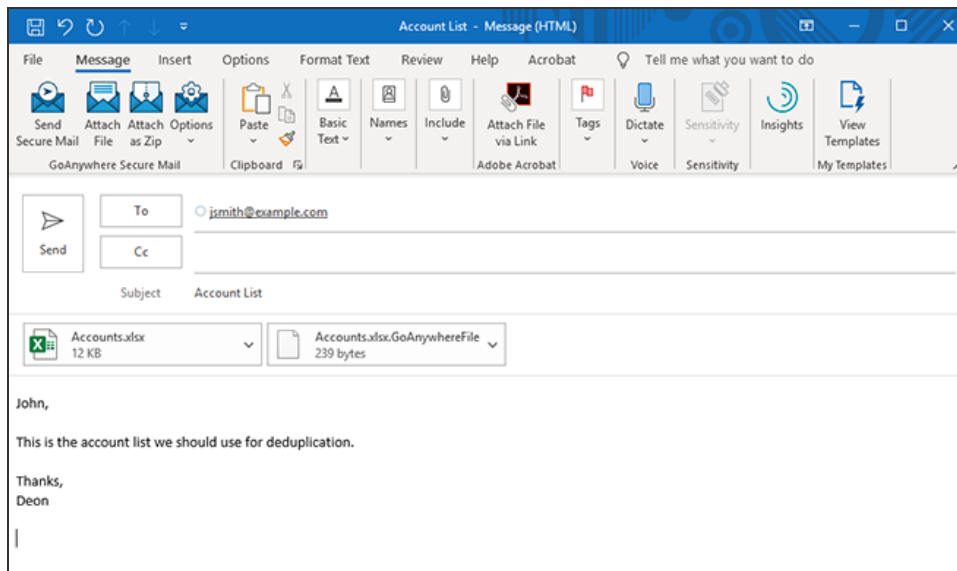 Account List - Message (HTML)
File Message Insert Options Format Text Review Help Acrobat Tell me what you want to do
Send Secure Mail
Attach File
Attach as Zip
Options
GoAnywhere Secure Mail
Paste
Clipboard
Basic Text
Names
Include
Attach File via Link
Adobe Acrobat
Tags
Dictate
Voice
Sensitivity
Sensitivity
Insights
View Templates
My Templates
Send
To
jsmith@example.com
Cc
Subject Account List
Accounts.xlsx
12 KB
Accounts.xlsx.GoAnywhereFile
239 bytes
John,
This is the account list we should use for deduplication.
Thanks,
Deon